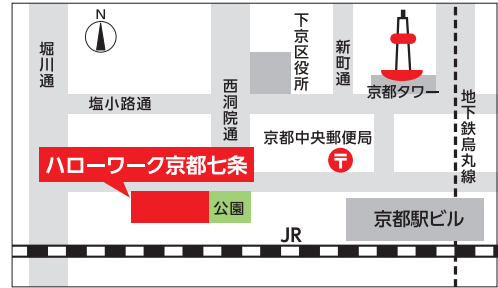 N
堀川通
塩小路通
西洞院通
下京区役所
新町通
京都タワー
地下鉄烏丸線
京都中央郵便局
〒
ハローワーク京都七条
公園
京都駅ビル
JR